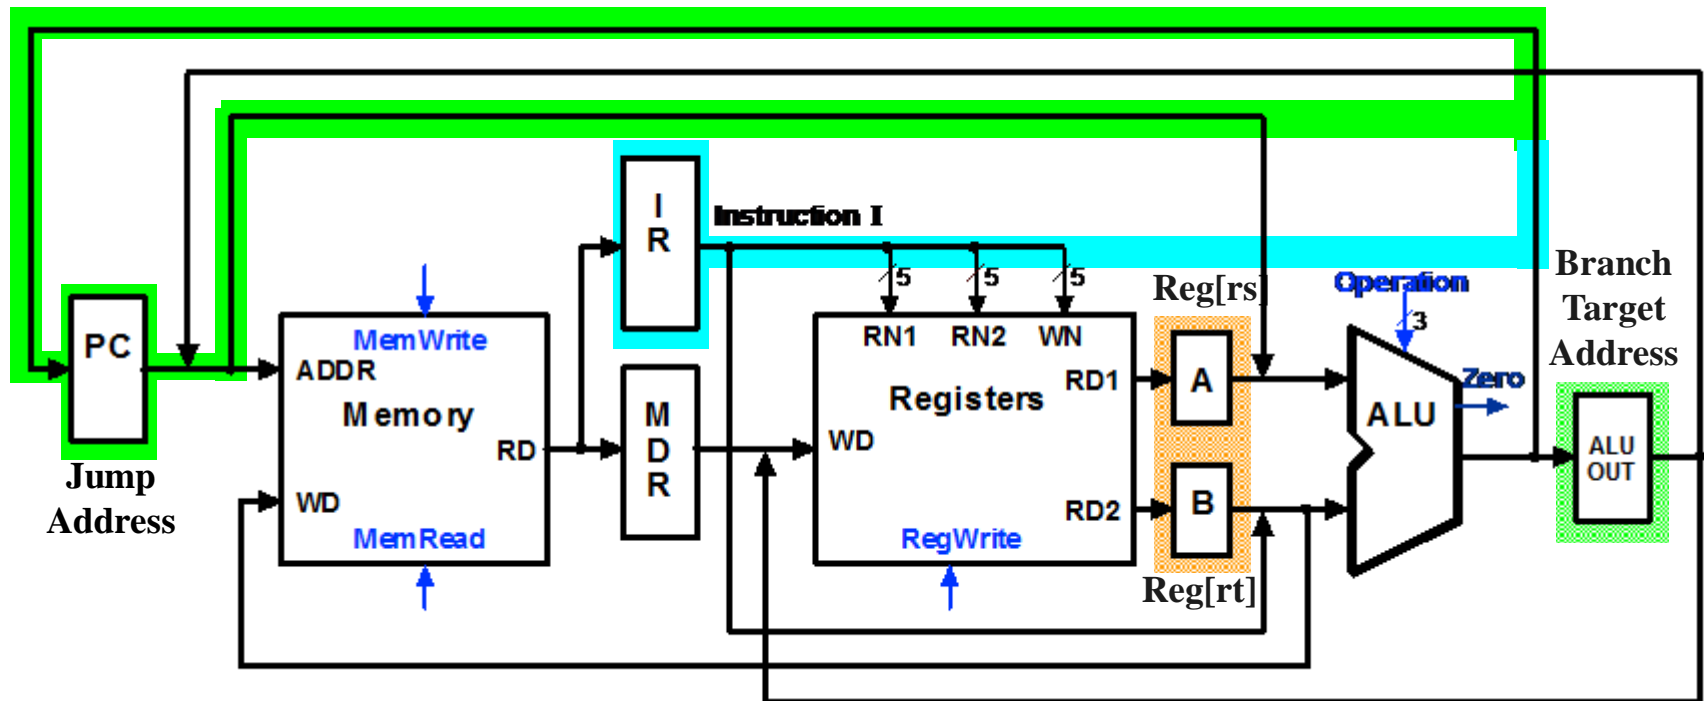 I
R
Instruction I
5
5
5
Reg[rs]
Operation
3
Branch
Target
Address
PC
MemWrite
ADDR
Memory
RD
WD
MemRead
M
D
R
RN1 RN2 WN
RD1
Registers
WD
RD2
RegWrite
A
B
Reg[rt]
ALU
Zero
ALU
OUT
Jump
Address